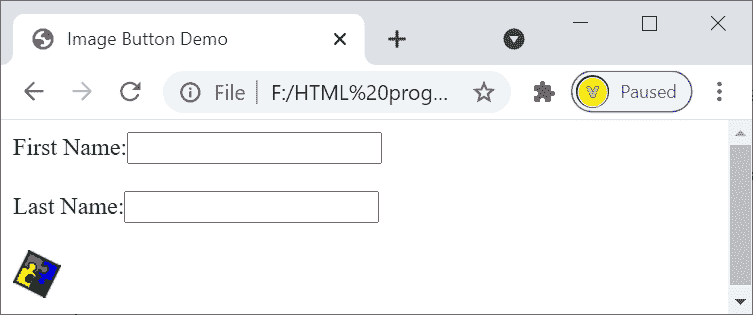 Image Button Demo
File F:/HTML%20prog... Paused
First Name:
Last Name: